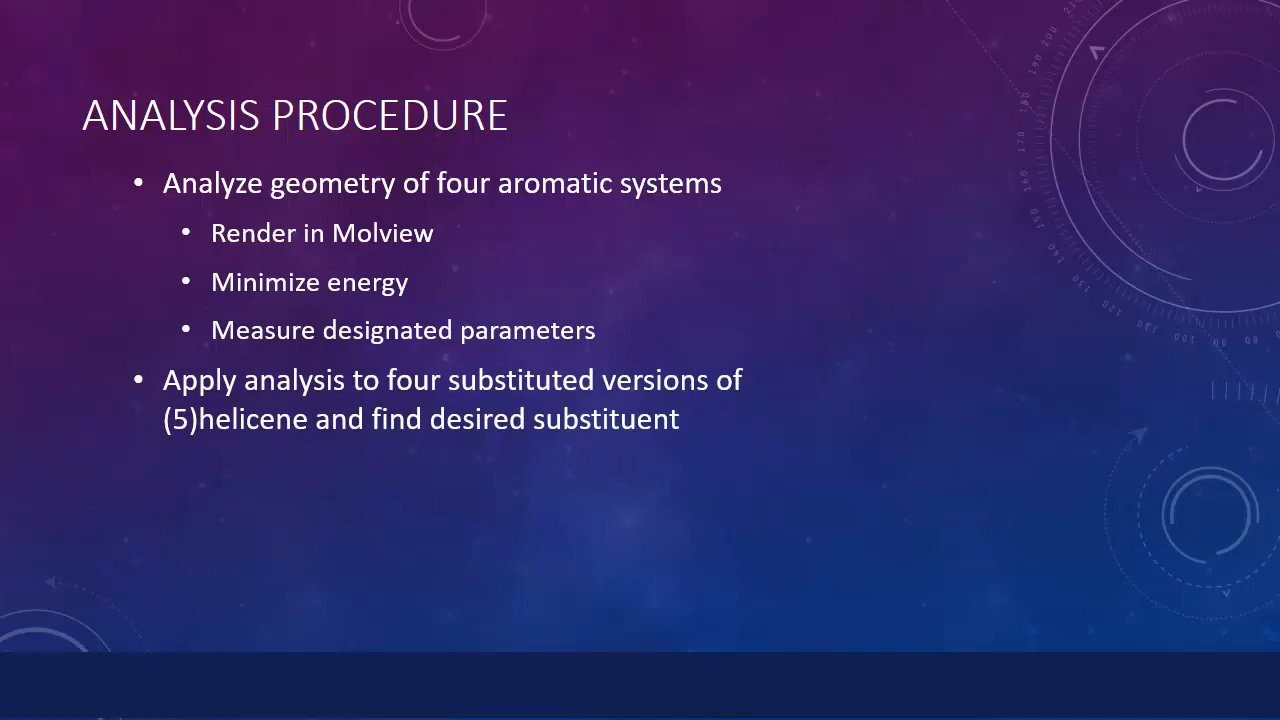 ANALYSIS PROCEDURE
• Analyze geometry of four aromatic systems
• Render in Molview
• Minimize energy
• Measure designated parameters
• Apply analysis to four substituted versions of
(5)helicene and find desired substituent